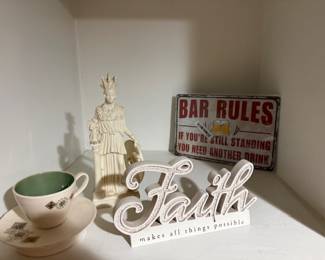 BAR RULES
IF YOU'RE STILL STANDING
YOU NEED ANOTHER DRINK
Faith
makes all things possible